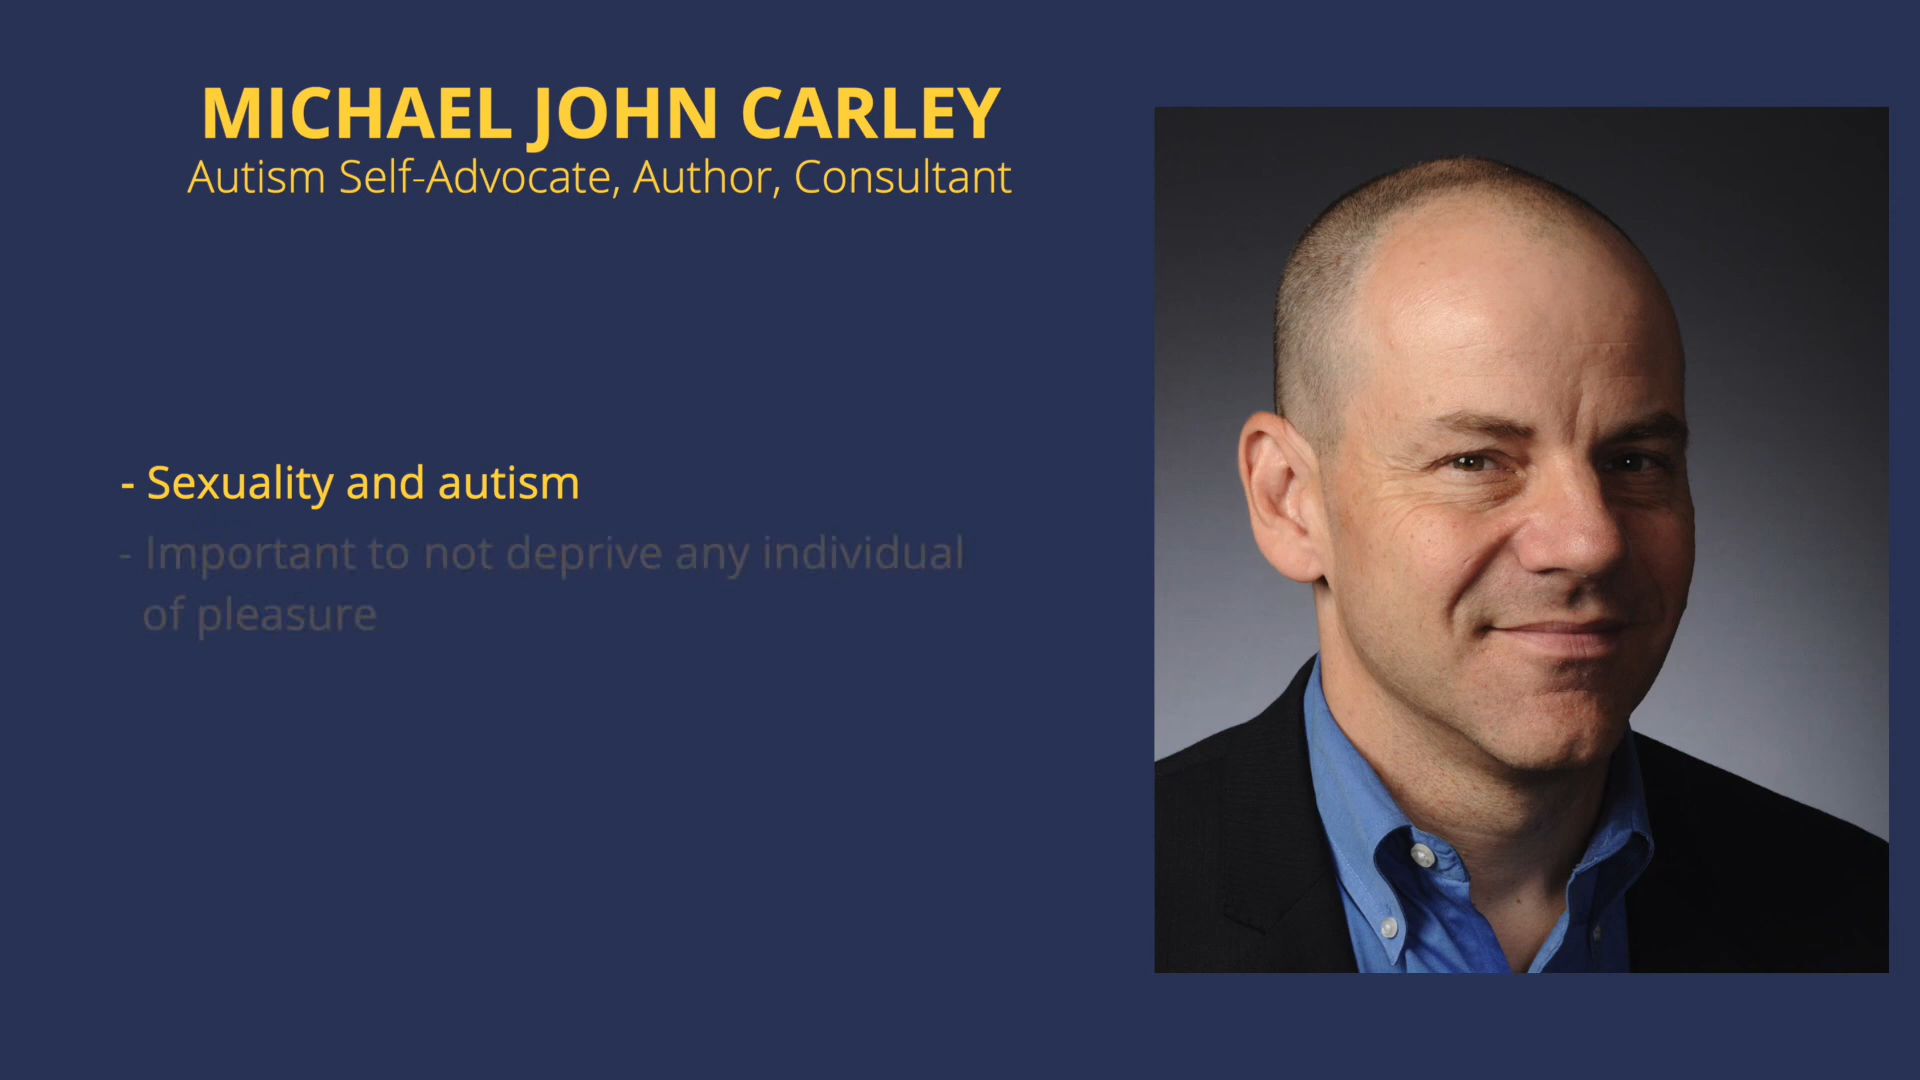 MICHAEL JOHN CARLEY
Autism Self-Advocate, Author, Consultant
- Sexuality and autism
- Important to not deprive any individual
of pleasure